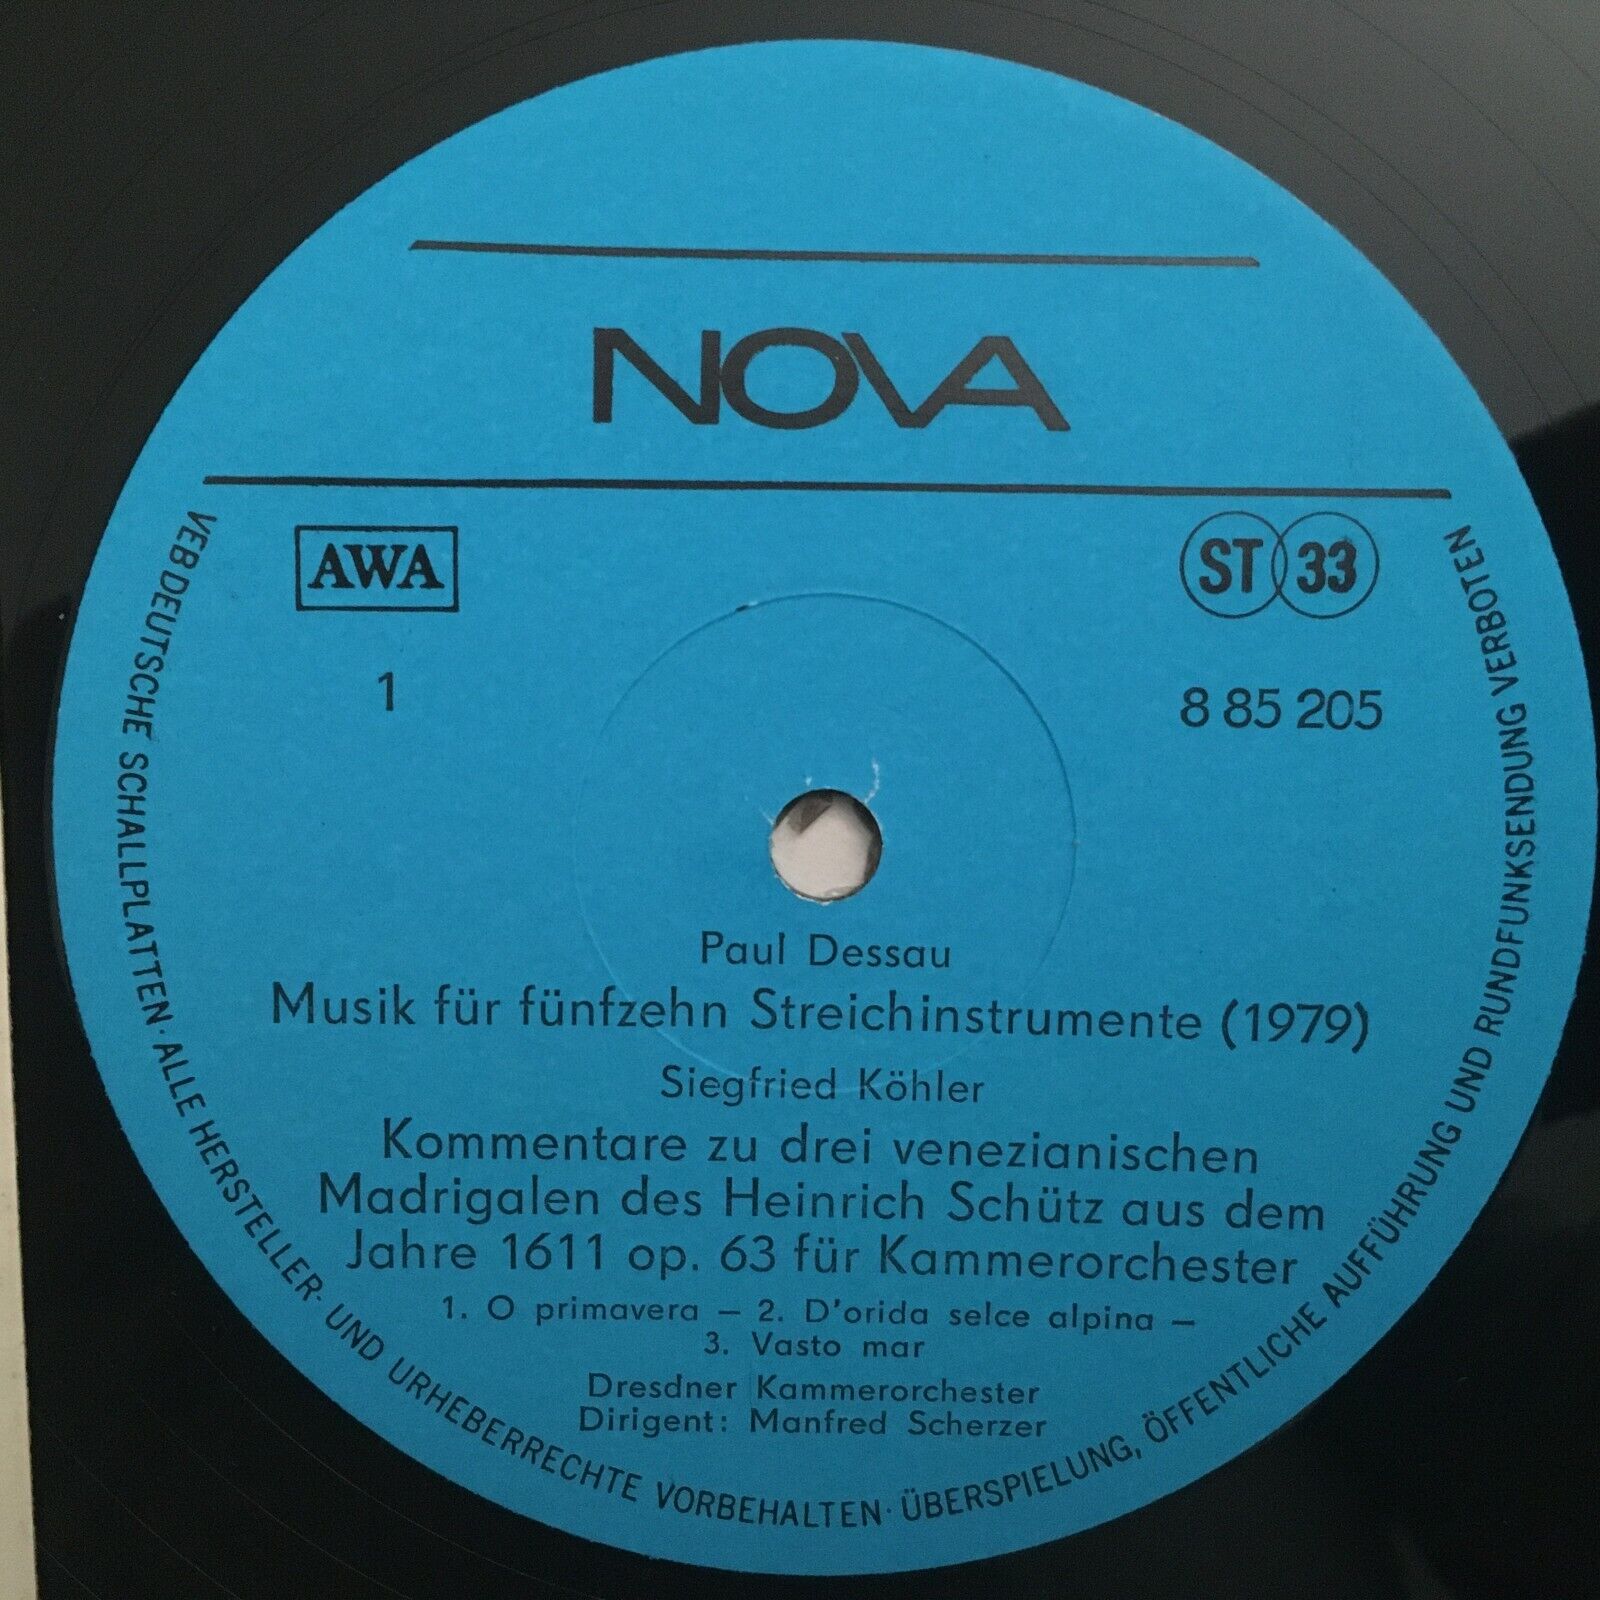 NOVA
AWA
ST 33
1
8 85 205
Paul Dessau
Musik für fünfzehn Streichinstrumente (1979)
Siegfried Köhler
Kommentare zu drei venezianischen
Madrigalen des Heinrich Schütz aus dem
Jahre 1611 op. 63 für Kammerorchester
1. O primavera – 2. D'orida selce alpina –
3. Vasto mar
Dresdner Kammerorchester
Dirigent: Manfred Scherzer
VEB DEUTSCHE SCHALLPLATTEN · ALLE HERSTELLER- UND URHEBERRECHTE VORBEHALTEN · ÜBERSPIELUNG, ÖFFENTLICHE AUFFÜHRUNG UND RUNDFUNKSENDUNG VERBOTEN